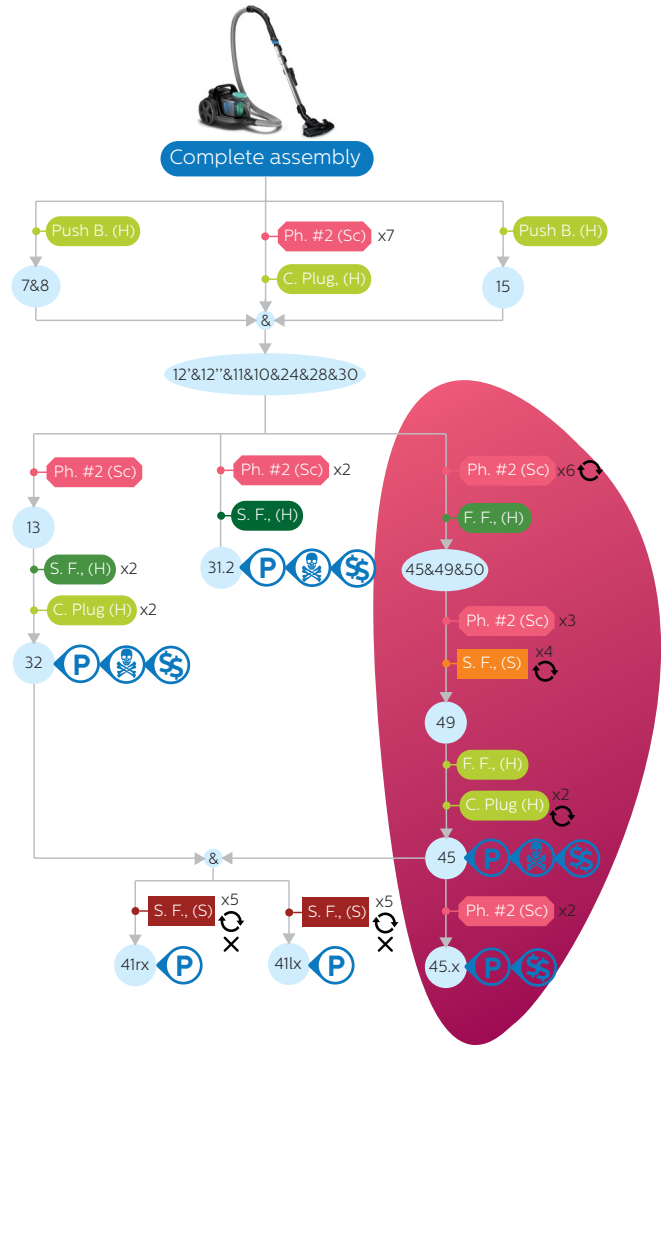 Complete assembly
Push B. (H)
Ph. #2 (Sc) x7
Push B. (H)
7&8
C. Plug, (H)
15
&
12’&12’’&11&10&24&28&30
Ph. #2 (Sc)
Ph. #2 (Sc) x2
Ph. #2 (Sc) x6
13
S. F., (H)
F. F., (H)
S. F., (H) x2
31.2 P $$
45&49&50
C. Plug (H) x2
Ph. #2 (Sc) x3
32 P $$
S. F., (S) x4
49
F. F., (H)
C. Plug (H) x2
&
45 P $$
S. F., (S) x5
S. F., (S) x5
Ph. #2 (Sc) x2
41rx P
41lx P
45.x P $$